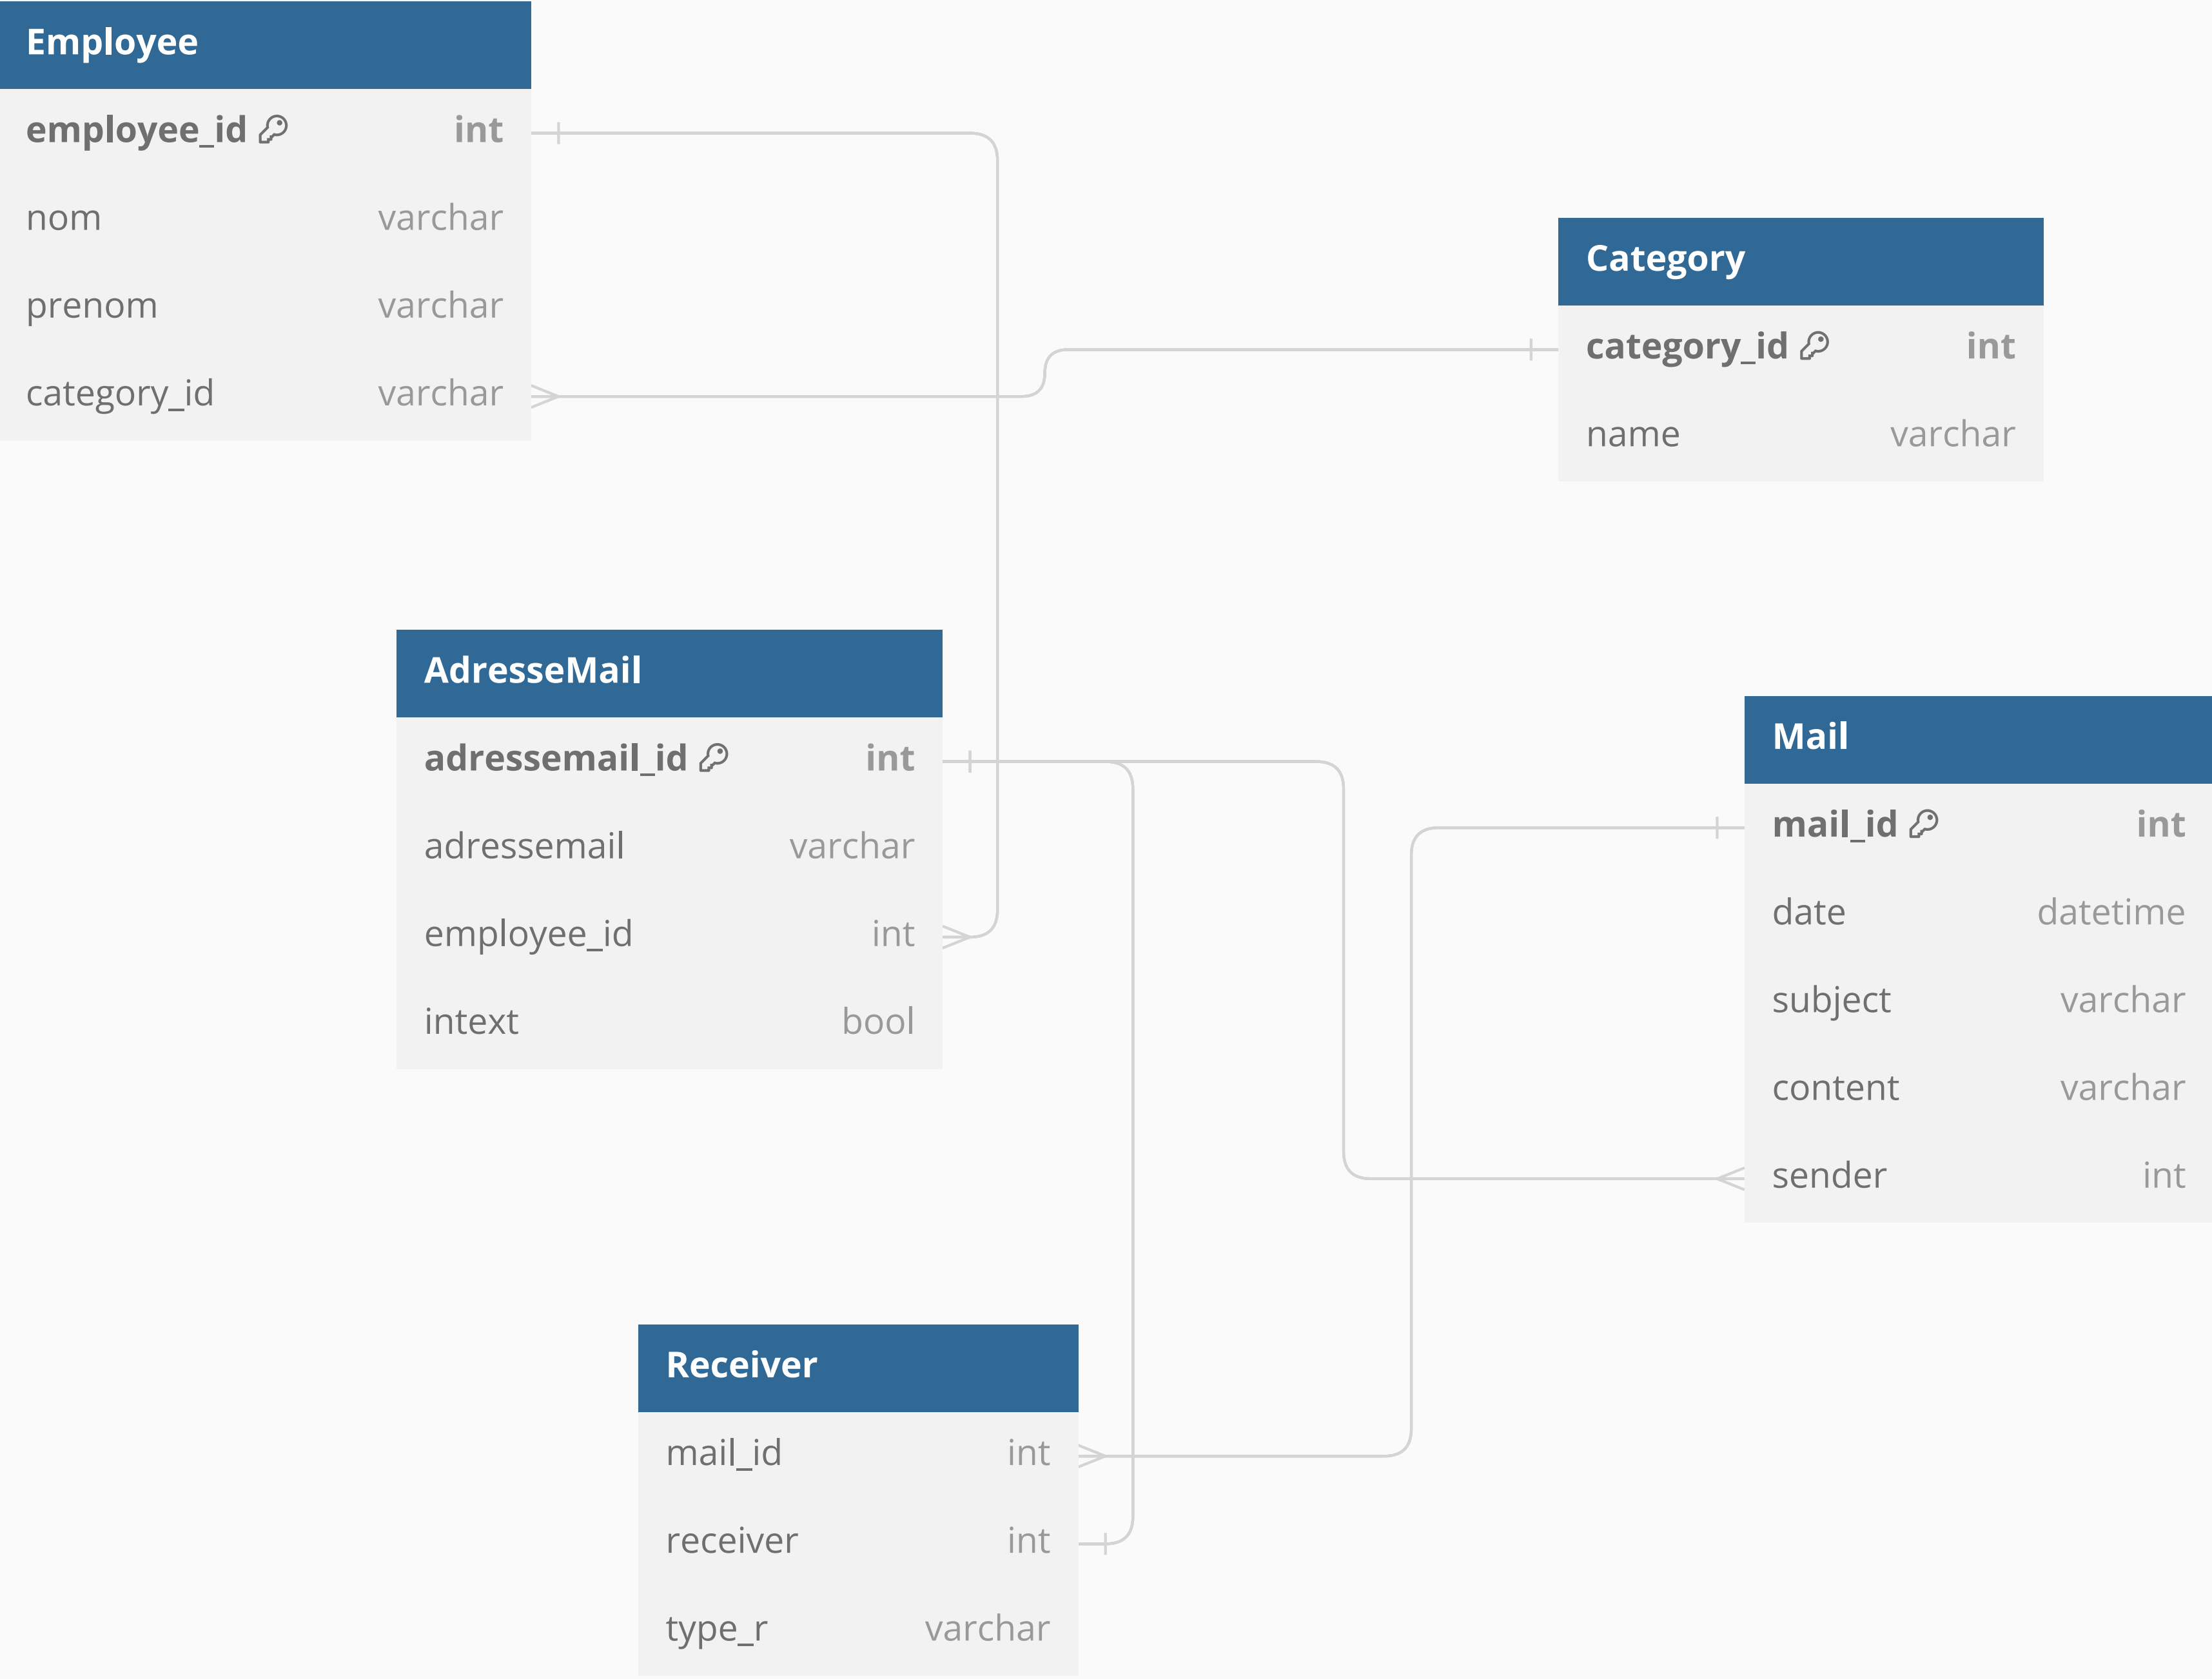 Employee
employee_id int
nom varchar
prenom varchar
category_id varchar
Category
category_id int
name varchar
AdresseMail
adressemail_id int
adressemail varchar
employee_id int
intext bool
Mail
mail_id int
date datetime
subject varchar
content varchar
sender int
Receiver
mail_id int
receiver int
type_r varchar